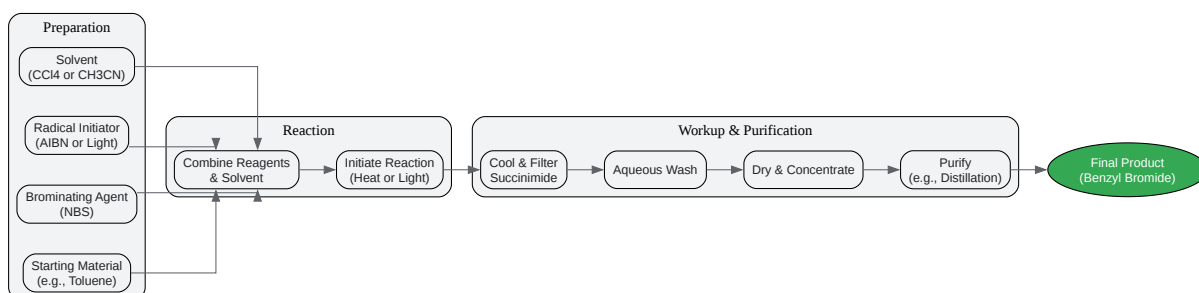 Preparation
Solvent
(CCl4 or CH3CN)
Radical Initiator
(AIBN or Light)
Brominating Agent
(NBS)
Starting Material
(e.g., Toluene)
Reaction
Combine Reagents
& Solvent
Initiate Reaction
(Heat or Light)
Workup & Purification
Cool & Filter
Succinimide
Aqueous Wash
Dry & Concentrate
Purify
(e.g., Distillation)
Final Product
(Benzyl Bromide)